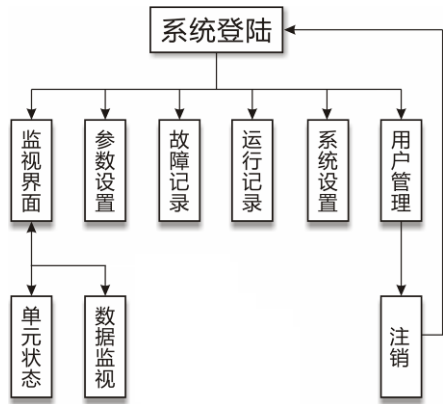 系统登陆
监视界面
参数设置
故障记录
运行记录
系统设置
用户管理
单元状态
数据监视
注销